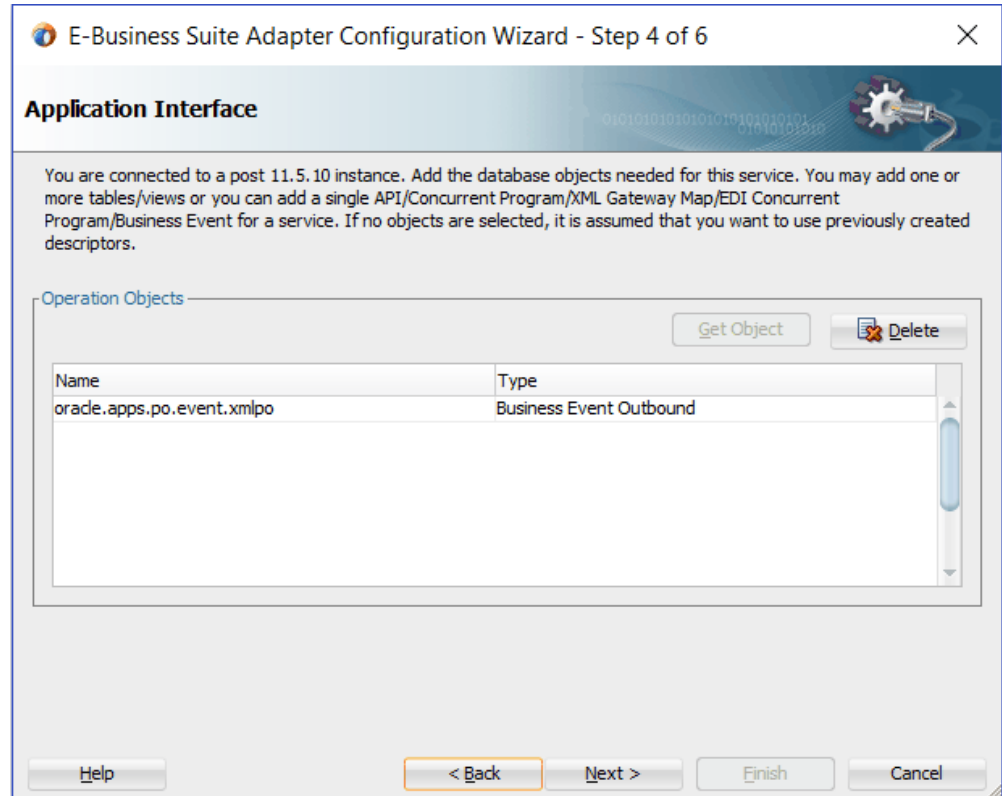 E-Business Suite Adapter Configuration Wizard - Step 4 of 6
Application Interface
You are connected to a post 11.5.10 instance. Add the database objects needed for this service. You may add one or
more tables/views or you can add a single API/Concurrent Program/XML Gateway Map/EDI Concurrent
Program/Business Event for a service. If no objects are selected, it is assumed that you want to use previously created
descriptors.
Operation Objects
Get Object
Delete
Name Type
oracle.apps.po.event.xmlpo Business Event Outbound
Help < Back Next > Finish Cancel